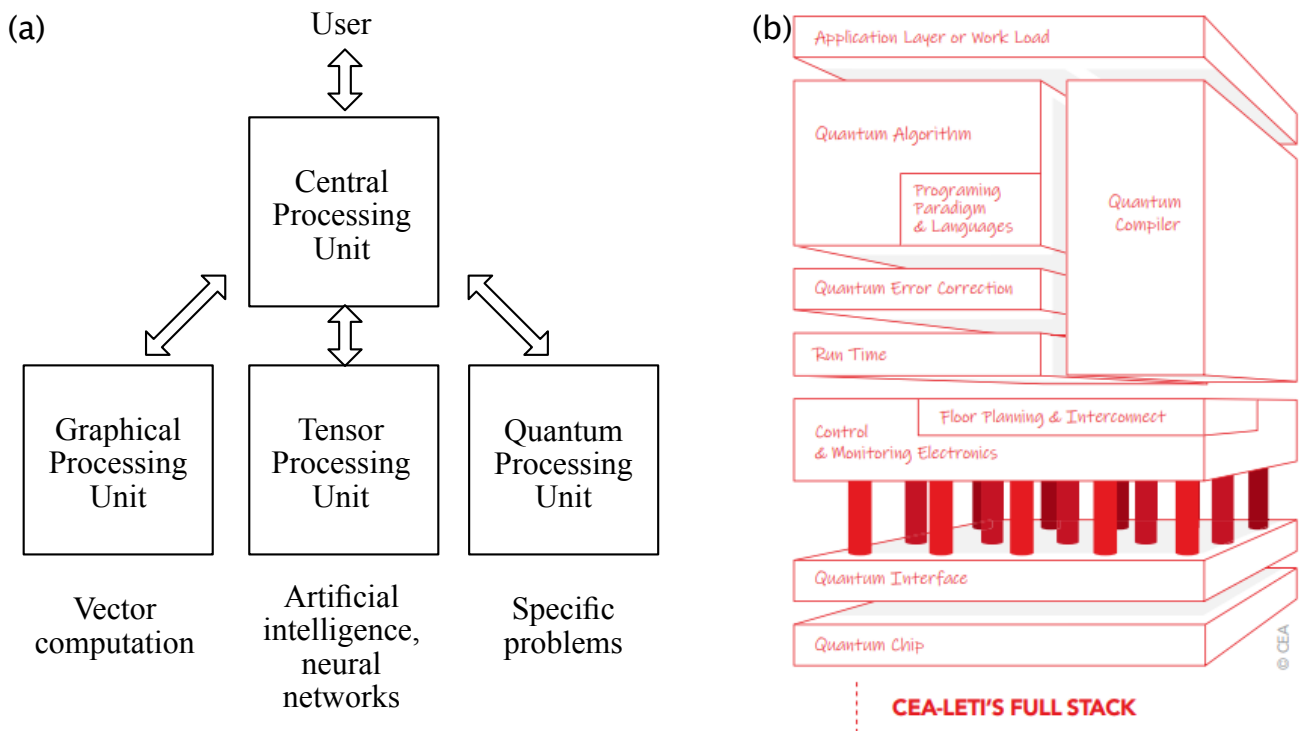 (a)
User
Central
Processing
Unit
Graphical
Processing
Unit
Tensor
Processing
Unit
Quantum
Processing
Unit
Vector
computation
Artificial
intelligence,
neural
networks
Specific
problems
(b)
Application Layer or Work Load
Quantum Algorithm
Programing
Paradigm
& Languages
Quantum
Compiler
Quantum Error Correction
Run Time
Floor Planning & Interconnect
Control
& Monitoring Electronics
Quantum Interface
Quantum Chip
© CEA
CEA-LETI'S FULL STACK